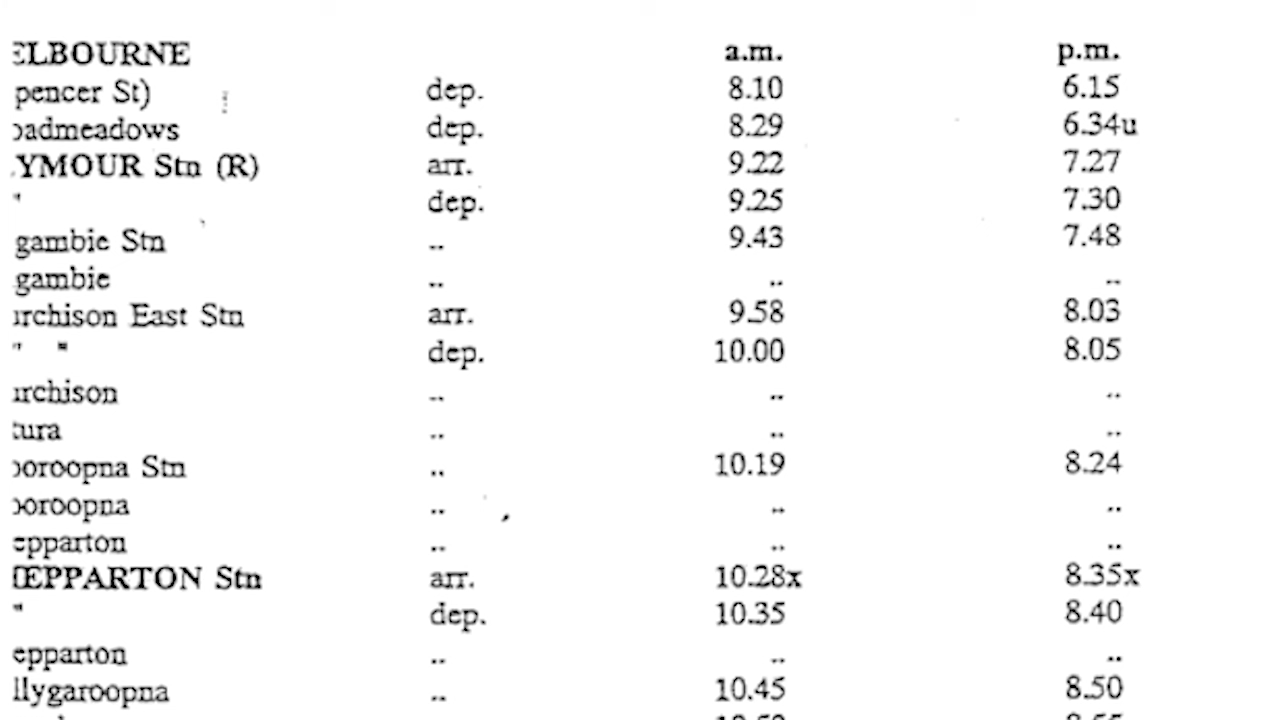 ELBOURNE a.m. p.m.
pencer St) dep. 8.10 6.15
oadmeadows dep. 8.29 6.34u
YMOUR Stn (R) arr. 9.22 7.27
" dep. 9.25 7.30
gambie Stn .. 9.43 7.48
gambie .. .. ..
urchison East Stn arr. 9.58 8.03
" " dep. 10.00 8.05
urchison .. .. ..
tura .. .. ..
ooroopna Stn .. 10.19 8.24
ooroopna .. .. ..
epparton .. .. ..
HEPPARTON Stn arr. 10.28x 8.35x
" dep. 10.35 8.40
epparton .. .. ..
llygaroopna .. 10.45 8.50